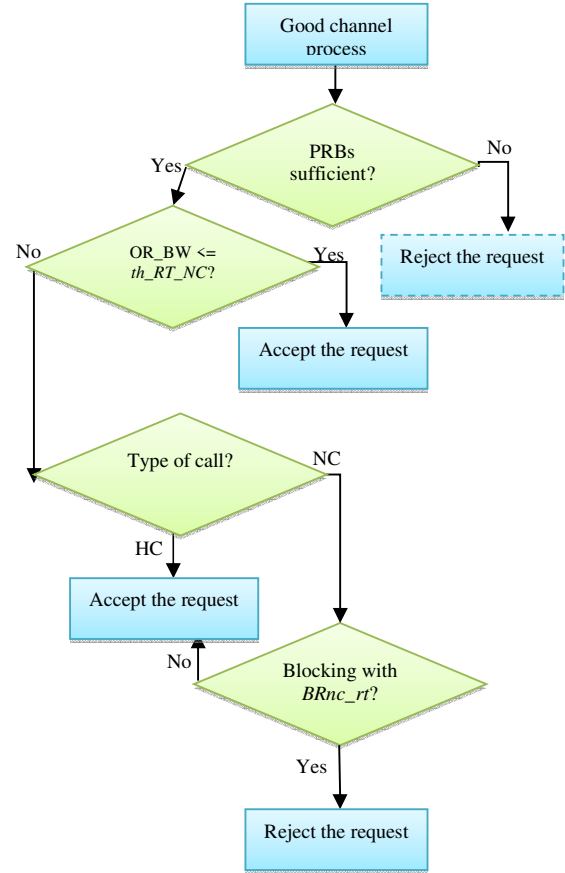 Good channel
process
PRBs
sufficient?
No
Yes
Reject the request
No
OR_BW <=
th_RT_NC?
Yes
Accept the request
Type of call?
NC
HC
Accept the request
No
Blocking with
BRnc_rt?
Yes
Reject the request